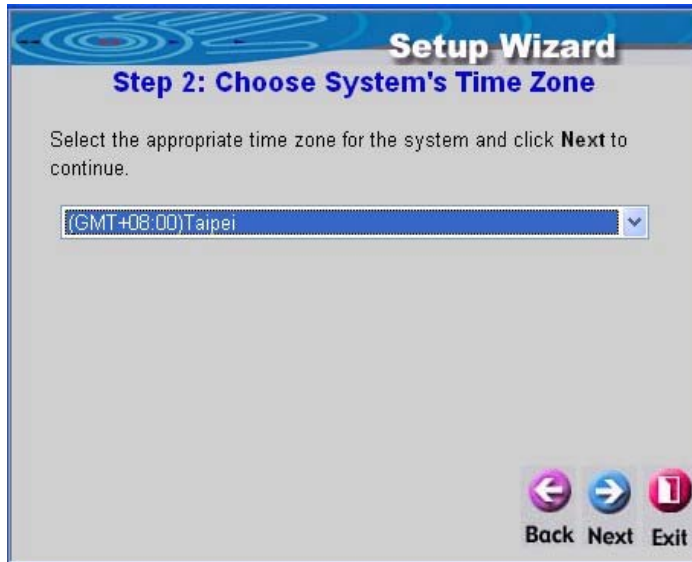 Setup Wizard
Step 2: Choose System's Time Zone
Select the appropriate time zone for the system and click Next to
continue.
(GMT+08:00)Taipei
Back Next Exit